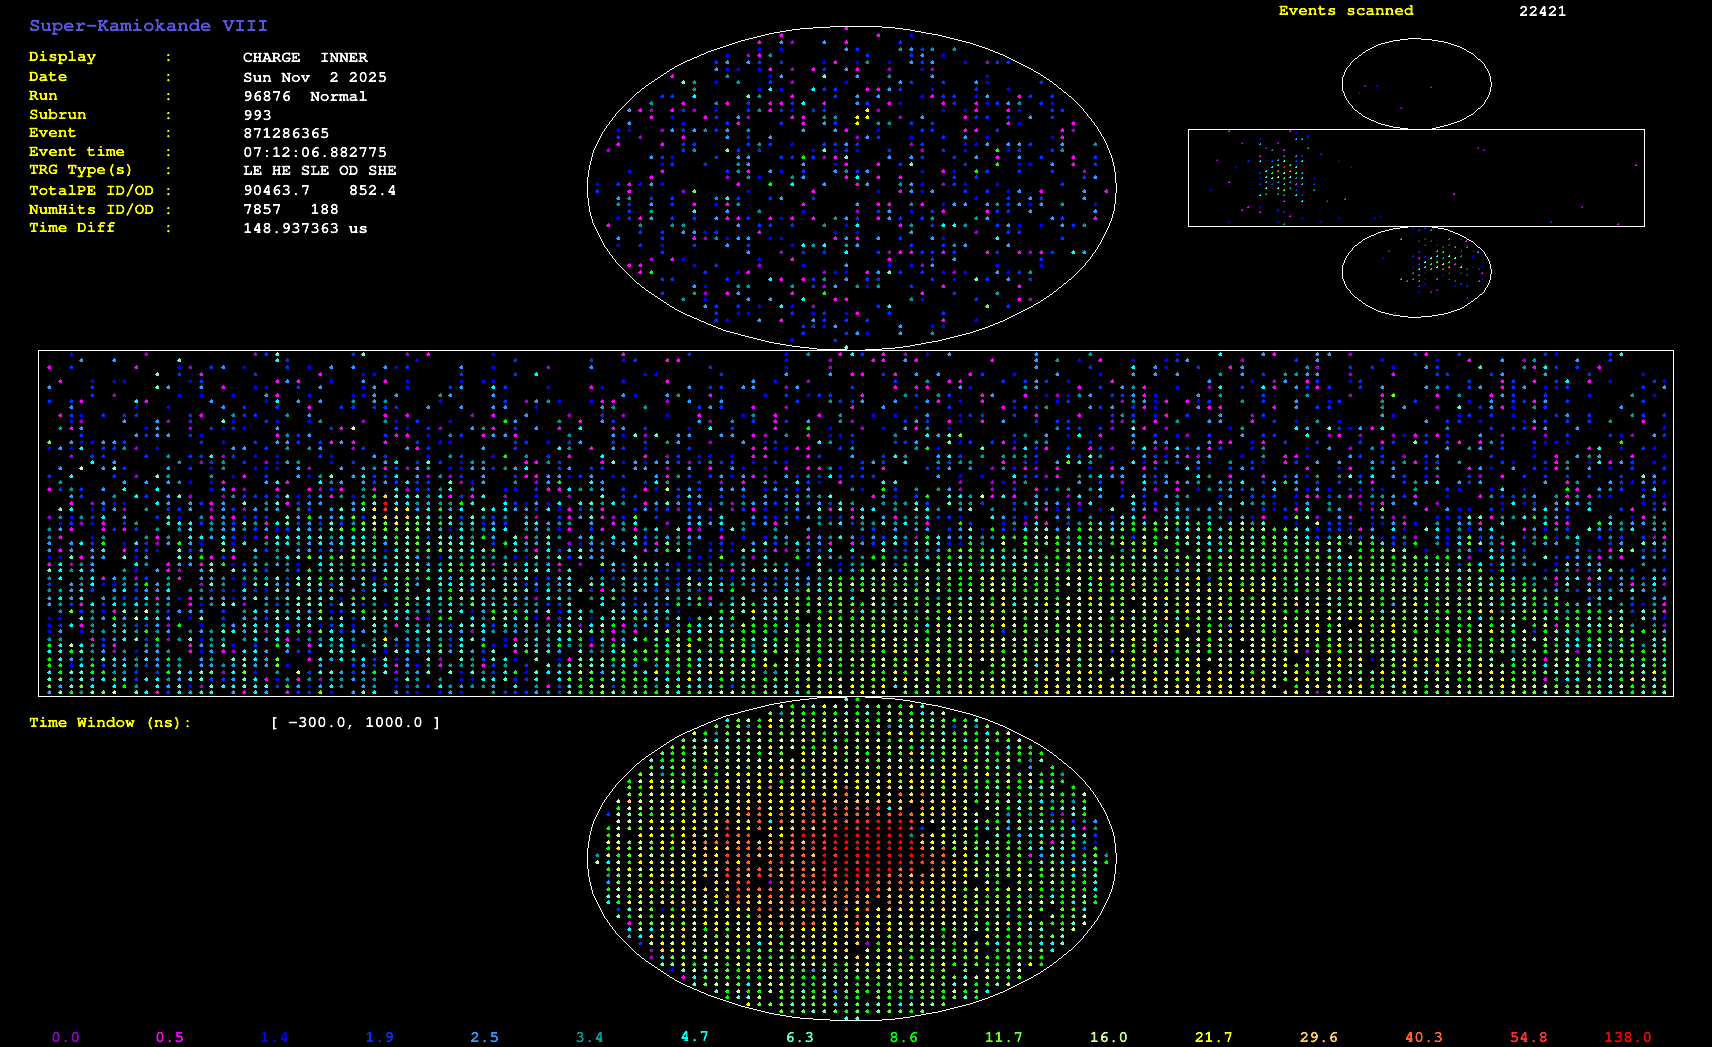 Super-Kamiokande VIII
Events scanned 22421
Display : CHARGE INNER
Date : Sun Nov 2 2025
Run : 96876 Normal
Subrun : 993
Event : 871286365
Event time : 07:12:06.882775
TRG Type(s) : LE HE SLE OD SHE
TotalPE ID/OD : 90463.7 852.4
NumHits ID/OD : 7857 188
Time Diff : 148.937363 us
Time Window (ns): [ -300.0, 1000.0 ]
0.0 0.5 1.4 1.9 2.5 3.4 4.7 6.3 8.6 11.7 16.0 21.7 29.6 40.3 54.8 138.0